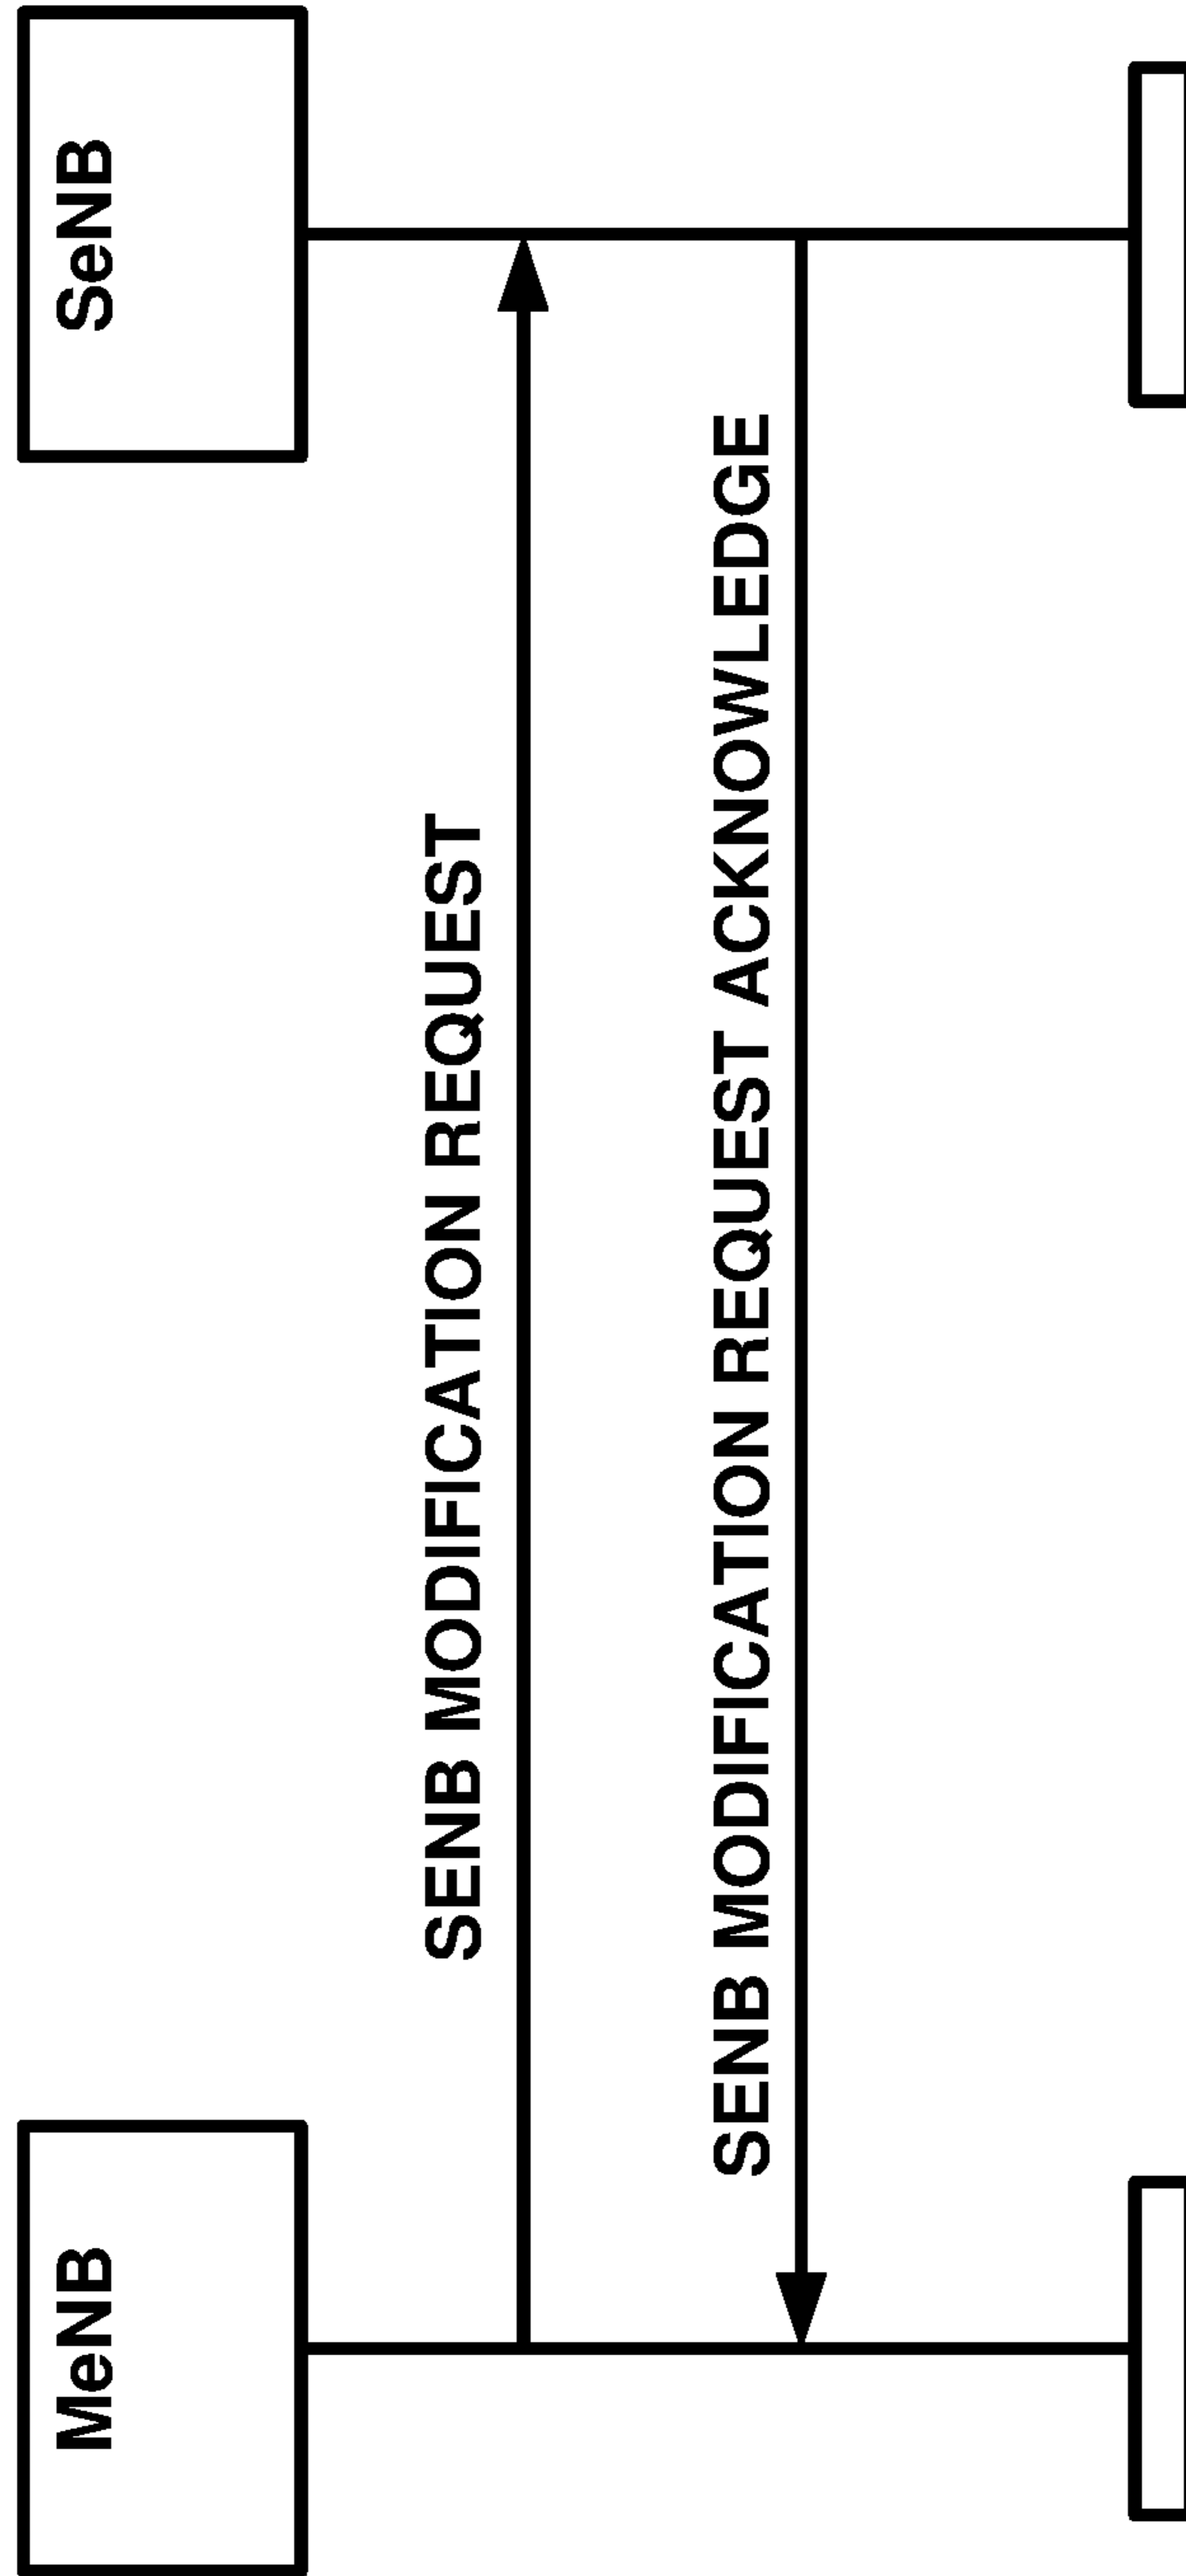 MeNB
SeNB
SENB MODIFICATION REQUEST
SENB MODIFICATION REQUEST ACKNOWLEDGE